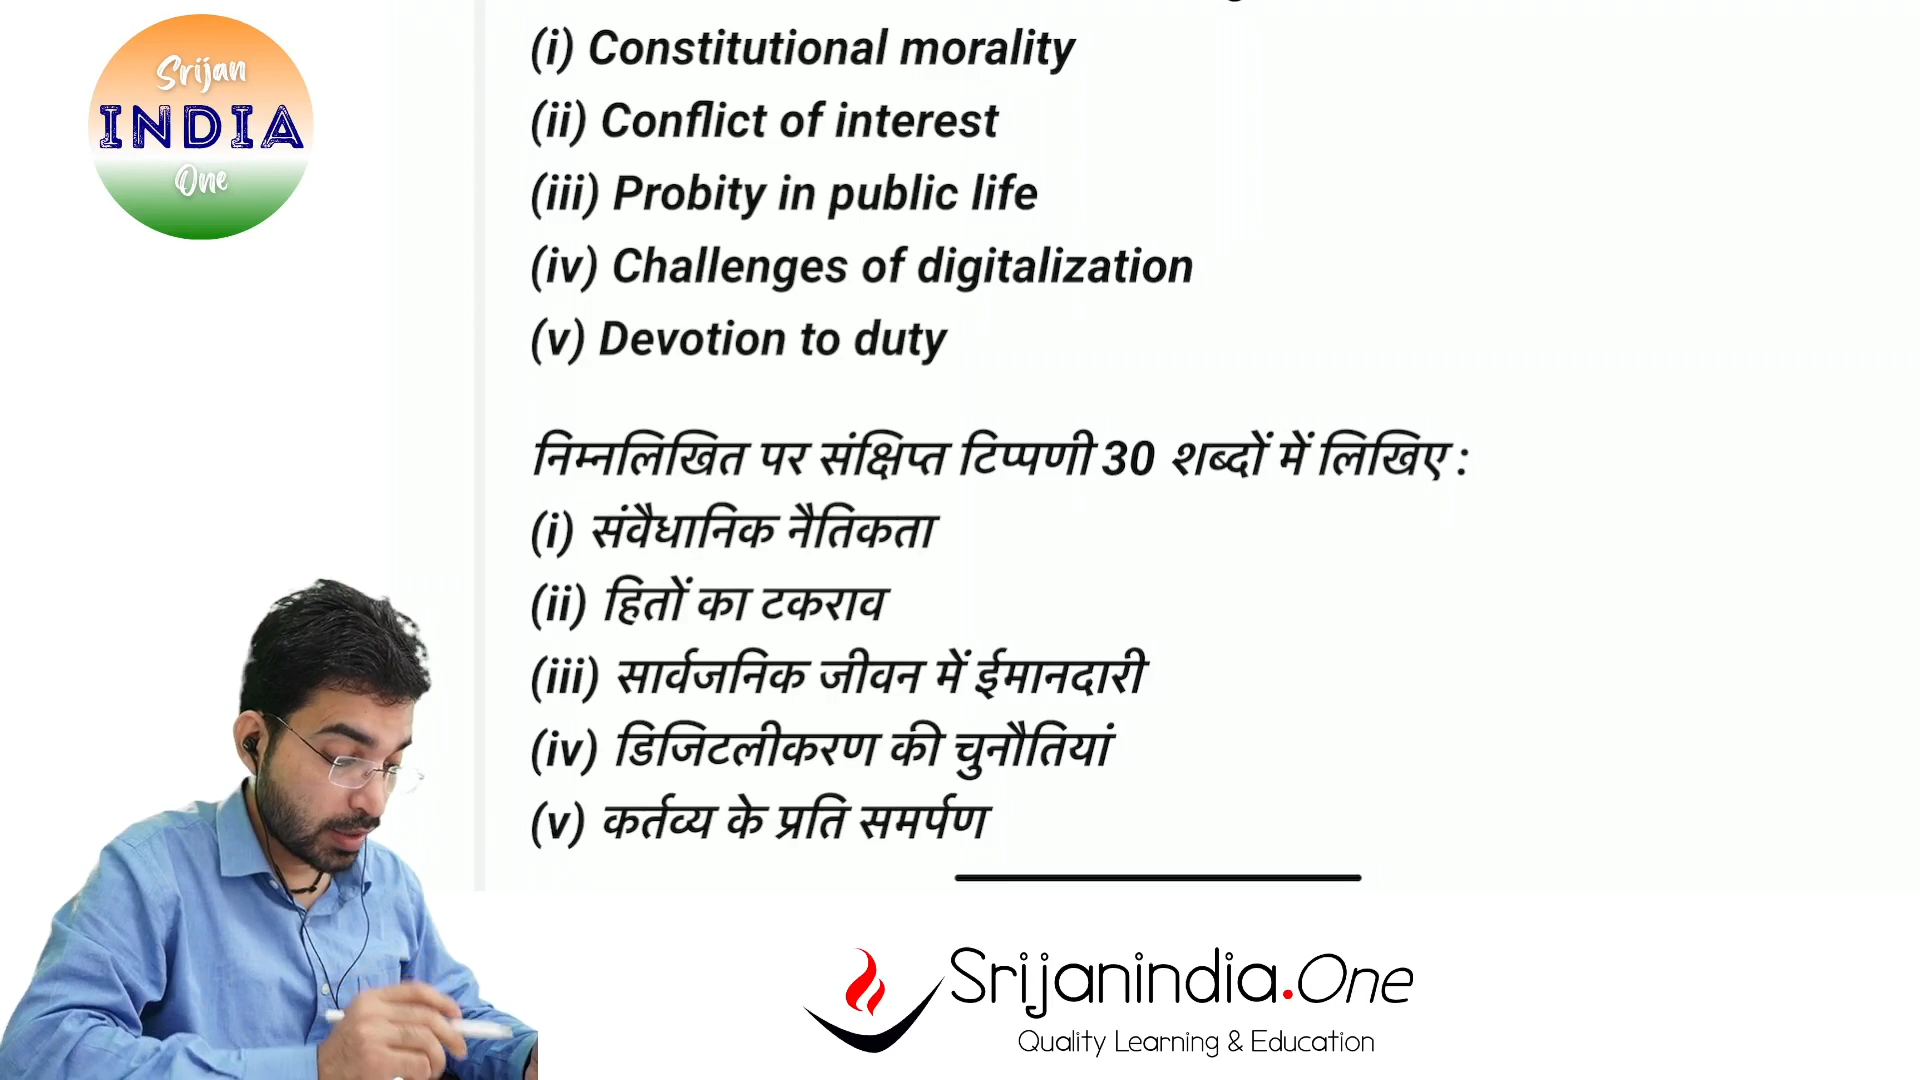 Srijan
INDIA
One
(i) Constitutional morality
(ii) Conflict of interest
(iii) Probity in public life
(iv) Challenges of digitalization
(v) Devotion to duty
निम्नलिखित पर संक्षिप्त टिप्पणी 30 शब्दों में लिखिए :
(i) संवैधानिक नैतिकता
(ii) हितों का टकराव
(iii) सार्वजनिक जीवन में ईमानदारी
(iv) डिजिटलीकरण की चुनौतियां
(v) कर्तव्य के प्रति समर्पण
Srijanindia.One
Quality Learning & Education